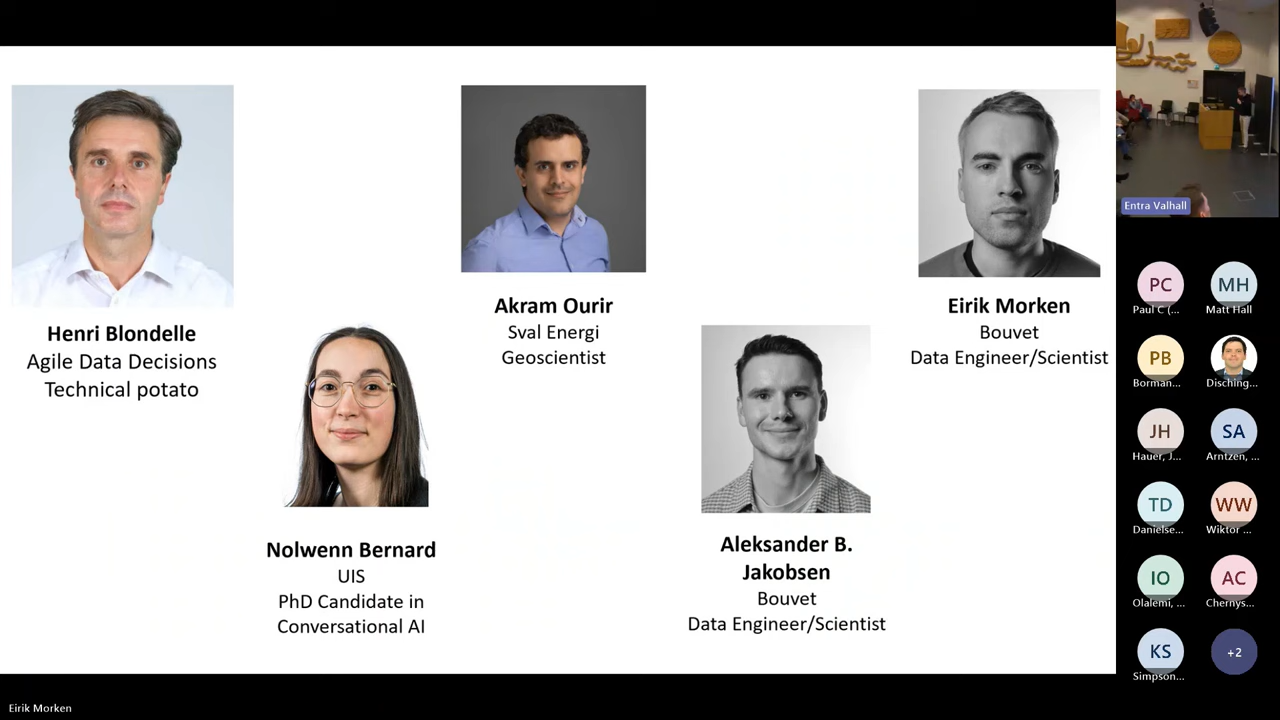 Henri Blondelle
Agile Data Decisions
Technical potato
Nolwenn Bernard
UIS
PhD Candidate in
Conversational AI
Akram Ourir
Sval Energi
Geoscientist
Aleksander B.
Jakobsen
Bouvet
Data Engineer/Scientist
Eirik Morken
Bouvet
Data Engineer/Scientist
Entra Valhall
PC
Paul C (...
MH
Matt Hall
PB
Borman...
Disching...
JH
Hauer, J...
SA
Arntzen, ...
TD
Danielse...
WW
Wiktor ...
IO
Olalemi, ...
AC
Chernys...
KS
Simpson...
+2
Eirik Morken